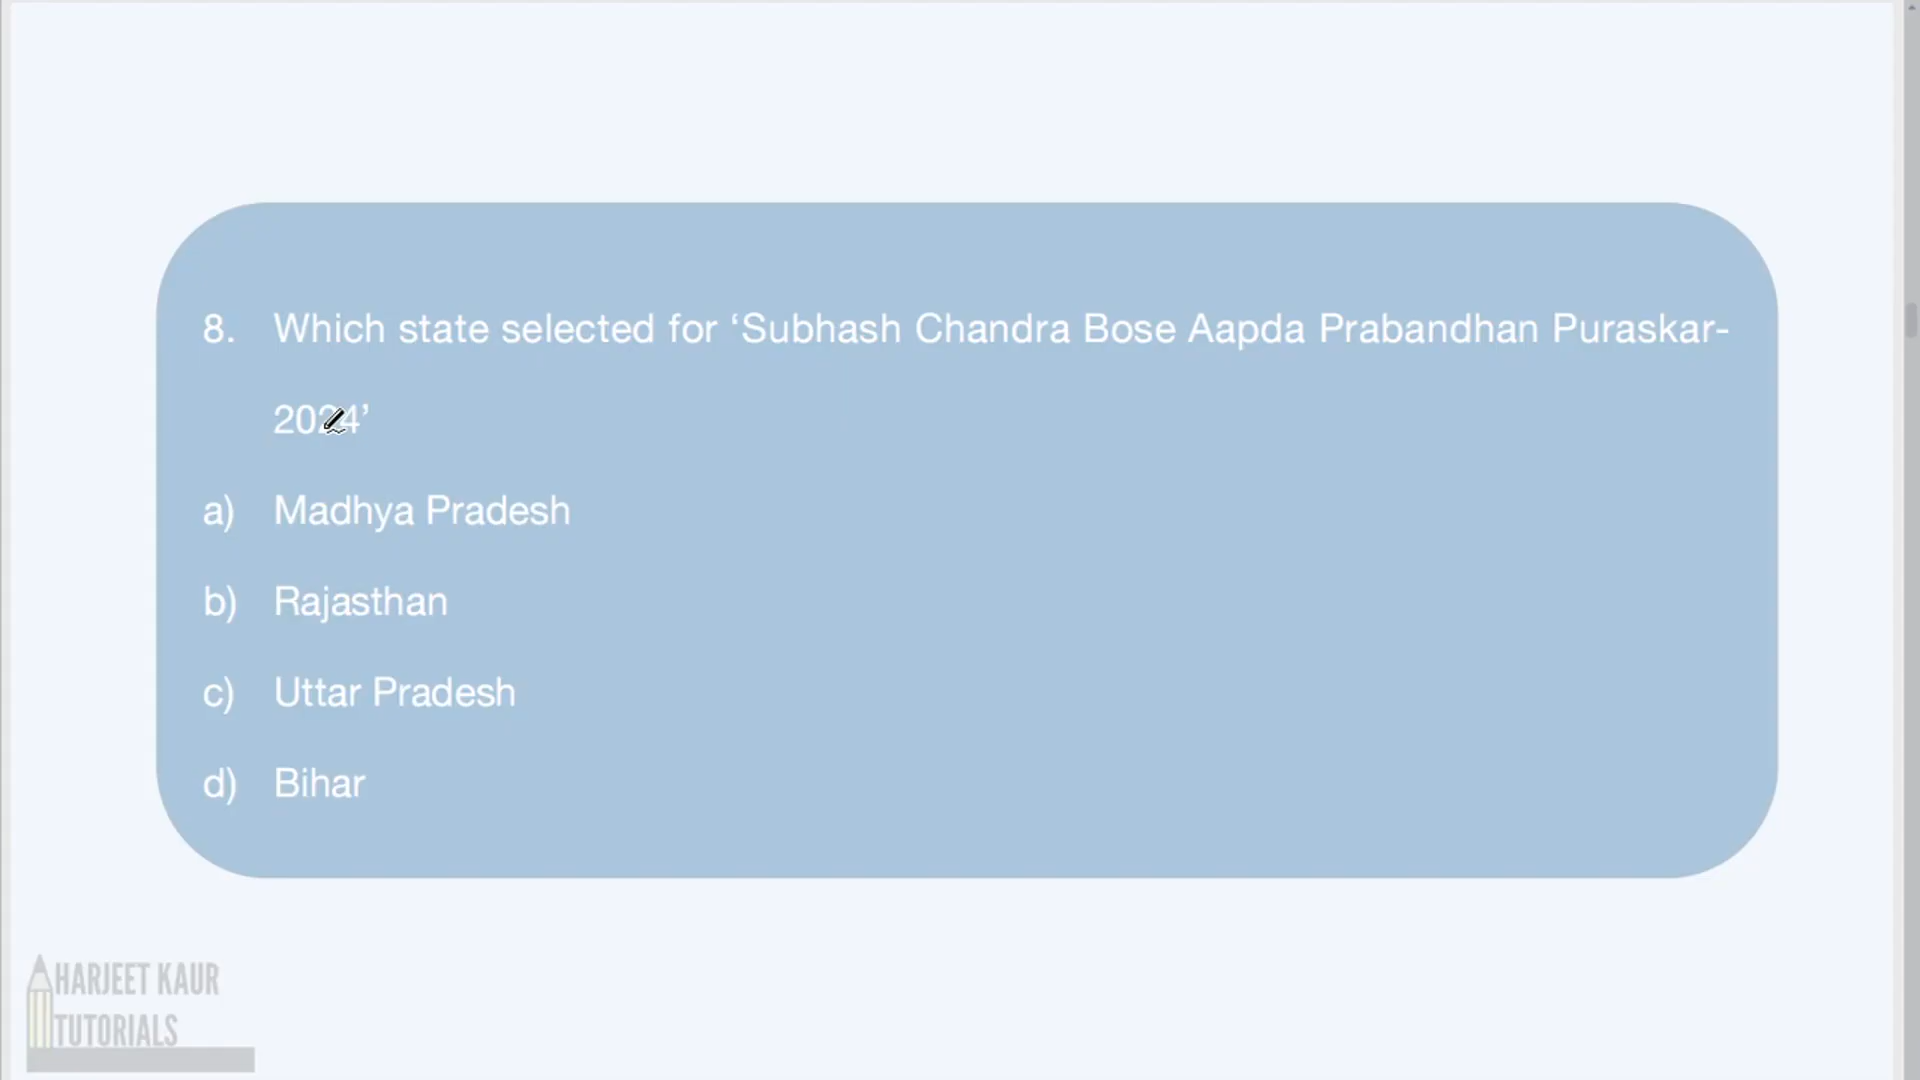 8. Which state selected for ‘Subhash Chandra Bose Aapda Prabandhan Puraskar-
2024’
a) Madhya Pradesh
b) Rajasthan
c) Uttar Pradesh
d) Bihar
HARJEET KAUR
TUTORIALS